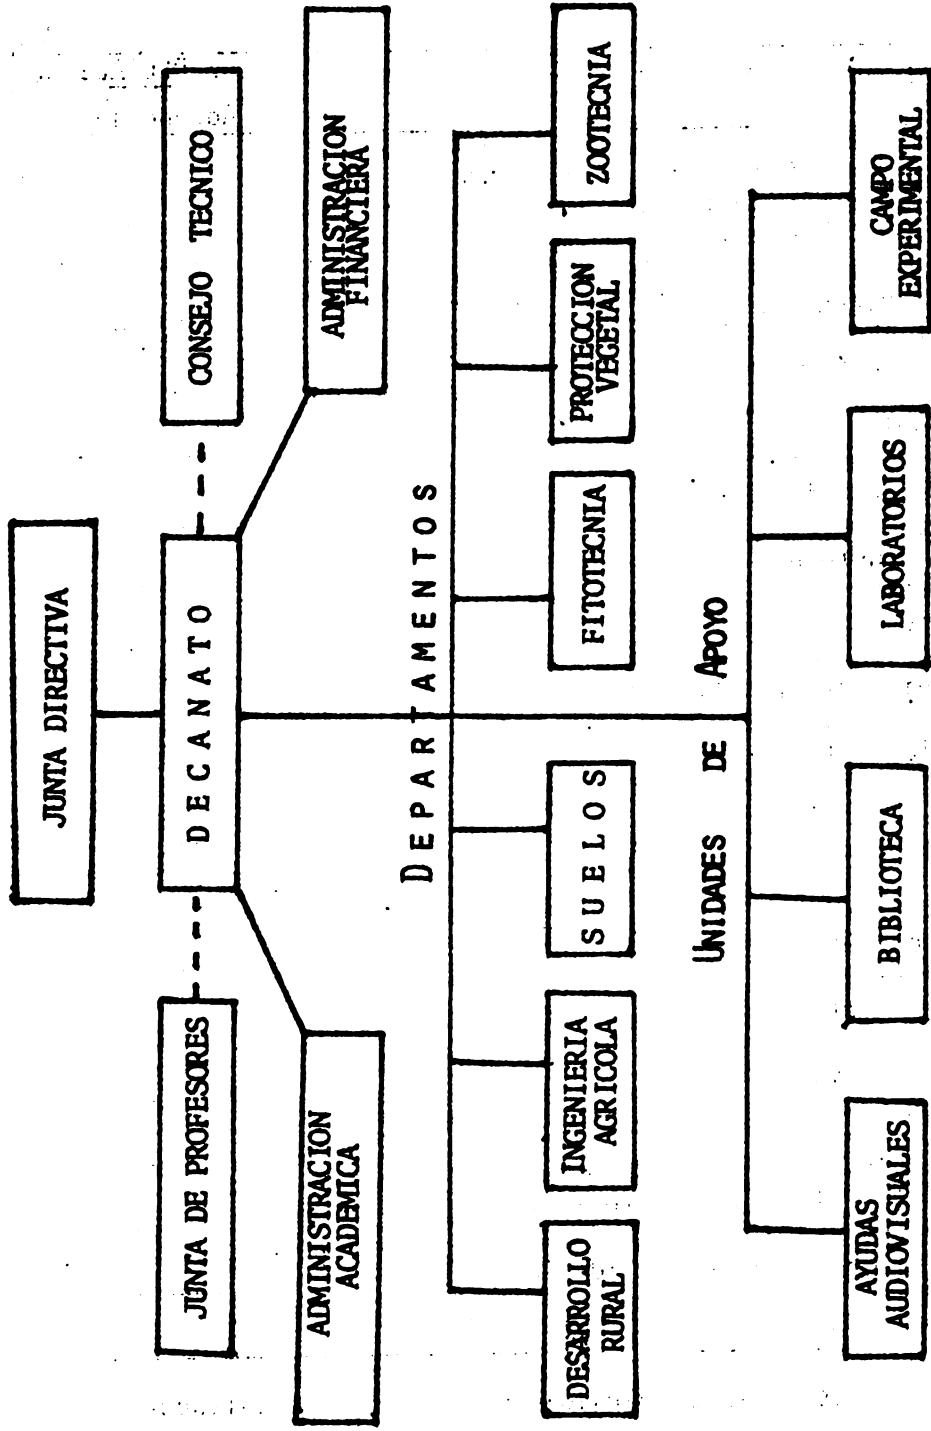 JUNTA DIRECTIVA
JUNTA DE PROFESORES
D E C A N A T O
CONSEJO TECNICO
ADMINISTRACION
ACADEMICA
ADMINISTRACION
FINANCIERA
DEPARTAMENTOS
DESARROLLO
RURAL
INGENIERIA
AGRICOLA
S U E L O S
FITOTECNIA
PROTECCION
VEGETAL
ZOOTECNIA
UNIDADES DE APOYO
AYUDAS
AUDIOVISUALES
BIBLIOTECA
LABORATORIOS
CAMPO
EXPERIMENTAL